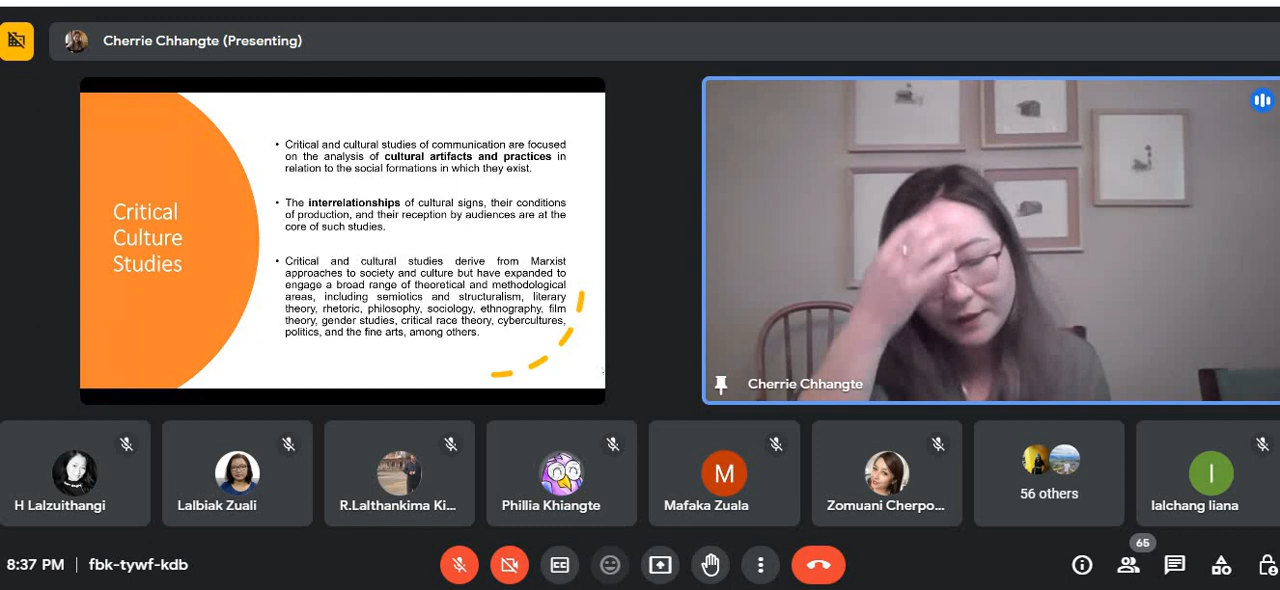 Cherrie Chhangte (Presenting)
Critical
Culture
Studies
• Critical and cultural studies of communication are focused
on the analysis of cultural artifacts and practices in
relation to the social formations in which they exist.
• The interrelationships of cultural signs, their conditions
of production, and their reception by audiences are at the
core of such studies.
• Critical and cultural studies derive from Marxist
approaches to society and culture but have expanded to
engage a broad range of theoretical and methodological
areas, including semiotics and structuralism, literary
theory, rhetoric, philosophy, sociology, ethnography, film
theory, gender studies, critical race theory, cybercultures,
politics, and the fine arts, among others.
Cherrie Chhangte
H Lalzuithangi
Lalbiak Zuali
R.Lalthankima Ki...
Phillia Khiangte
M
Mafaka Zuala
Zomuani Cherpo...
56 others
l
lalchang liana
8:37 PM | fbk-tywf-kdb
CC
65